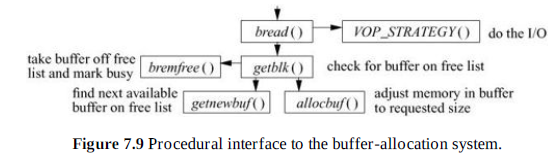 bread() VOP_STRATEGY() do the I/O
take buffer off free
list and mark busy bremfree() getblk() check for buffer on free list
find next available
buffer on free list getnewbuf() allocbuf() adjust memory in buffer
to requested size
Figure 7.9 Procedural interface to the buffer-allocation system.